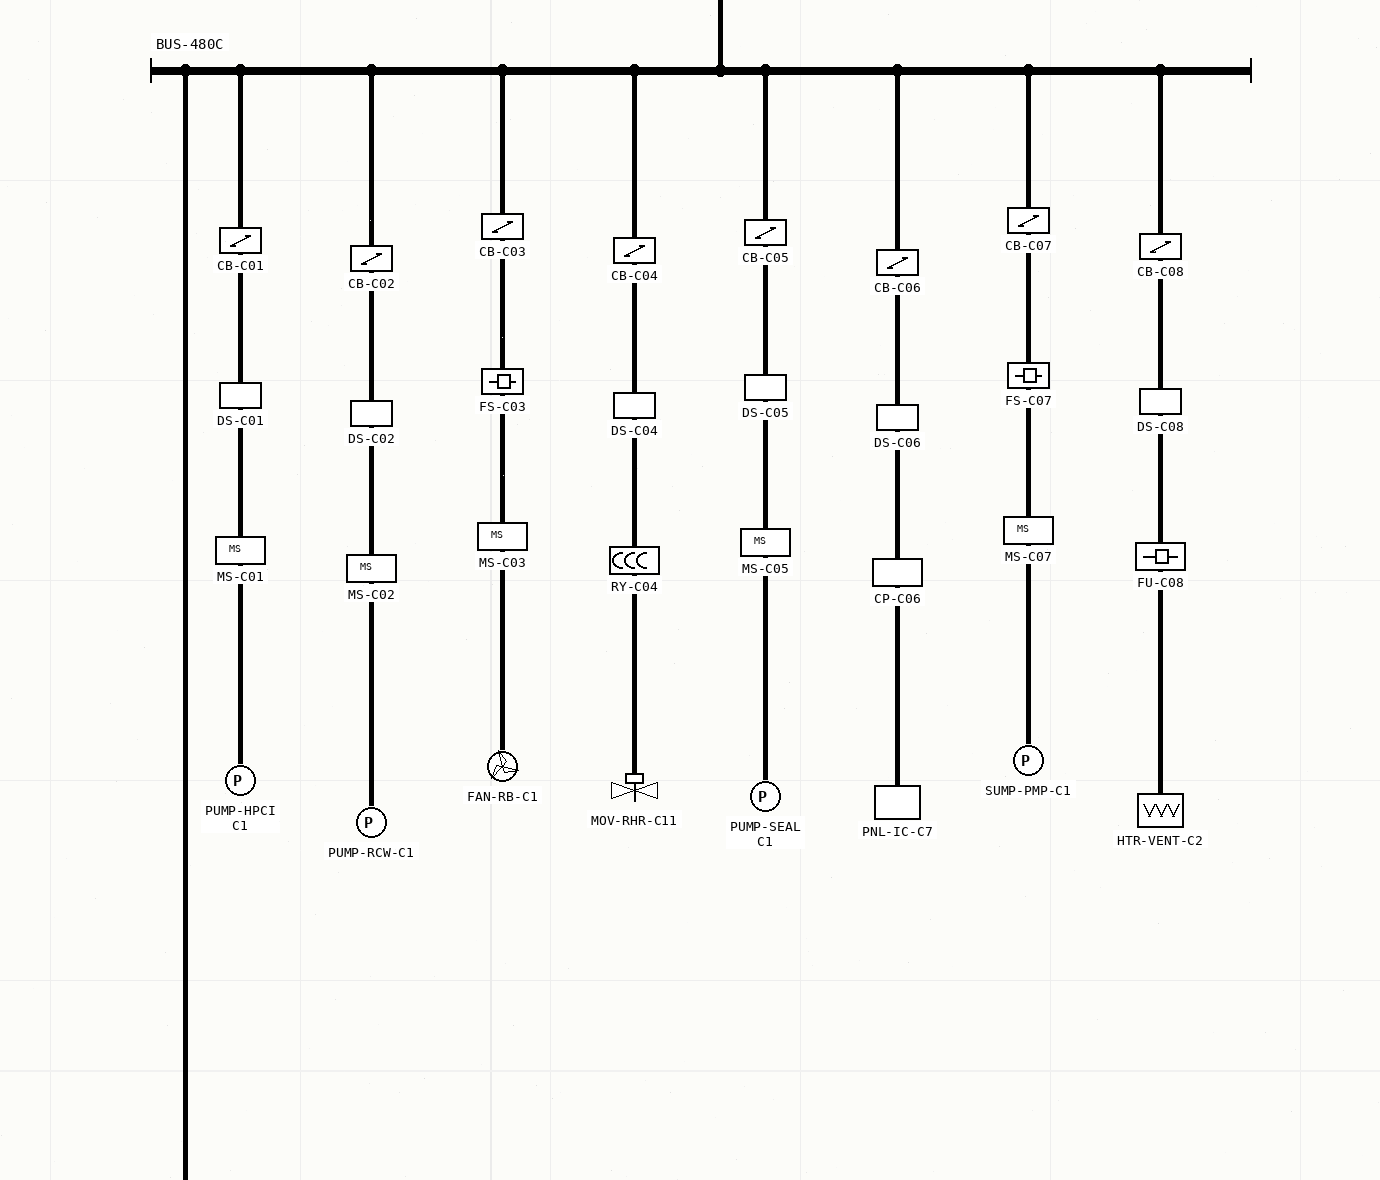 BUS-480C
CB-C01
CB-C02
CB-C03
CB-C04
CB-C05
CB-C06
CB-C07
CB-C08
DS-C01
DS-C02
FS-C03
DS-C04
DS-C05
DS-C06
FS-C07
DS-C08
MS
MS-C01
MS
MS-C02
MS
MS-C03
RY-C04
MS
MS-C05
CP-C06
MS
MS-C07
FU-C08
P
PUMP-HPCI
C1
P
PUMP-RCW-C1
FAN-RB-C1
MOV-RHR-C11
P
PUMP-SEAL
C1
PNL-IC-C7
P
SUMP-PMP-C1
HTR-VENT-C2